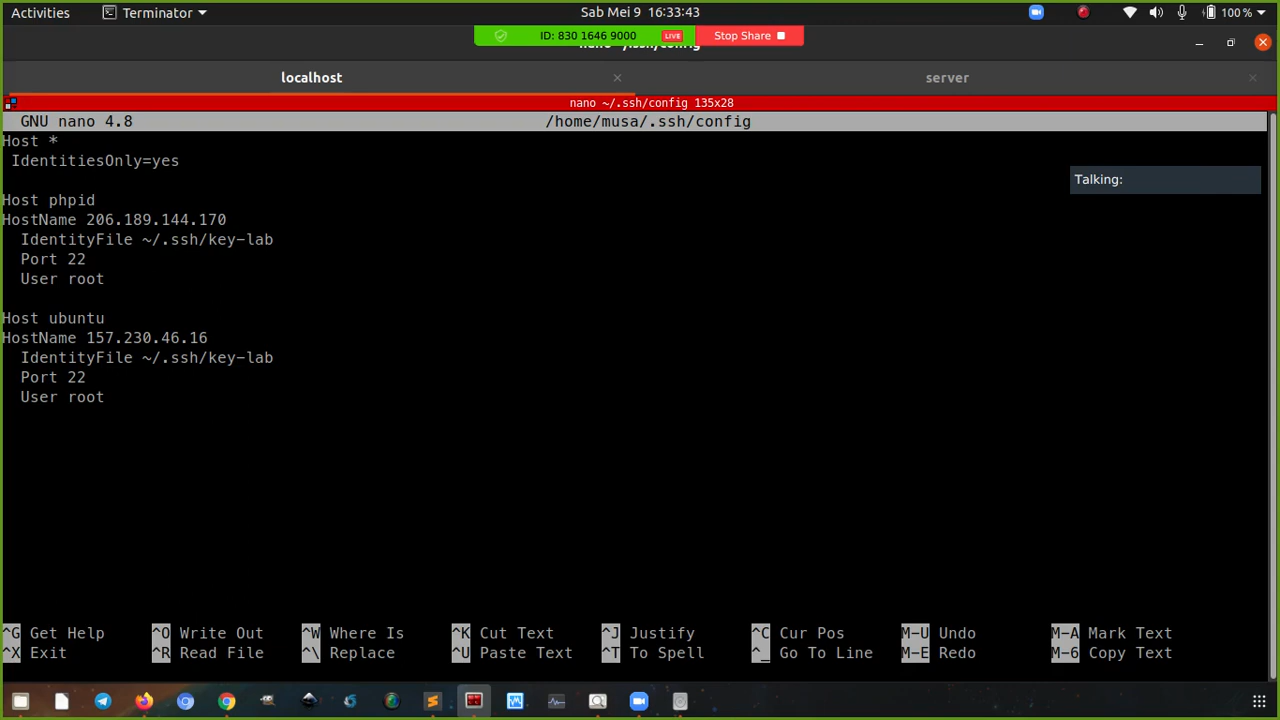 Activities
Terminator
Sab Mei 9 16:33:43
100 %
ID: 830 1646 9000
LIVE
Stop Share
nano ~/.ssh/config
localhost
server
nano ~/.ssh/config 135x28
GNU nano 4.8
/home/musa/.ssh/config
Host *
IdentitiesOnly=yes
Talking:
Host phpid
HostName 206.189.144.170
IdentityFile ~/.ssh/key-lab
Port 22
User root
Host ubuntu
HostName 157.230.46.16
IdentityFile ~/.ssh/key-lab
Port 22
User root
^G Get Help ^O Write Out ^W Where Is ^K Cut Text ^J Justify ^C Cur Pos M-U Undo M-A Mark Text
^X Exit ^R Read File ^\ Replace ^U Paste Text ^T To Spell ^_ Go To Line M-E Redo M-6 Copy Text